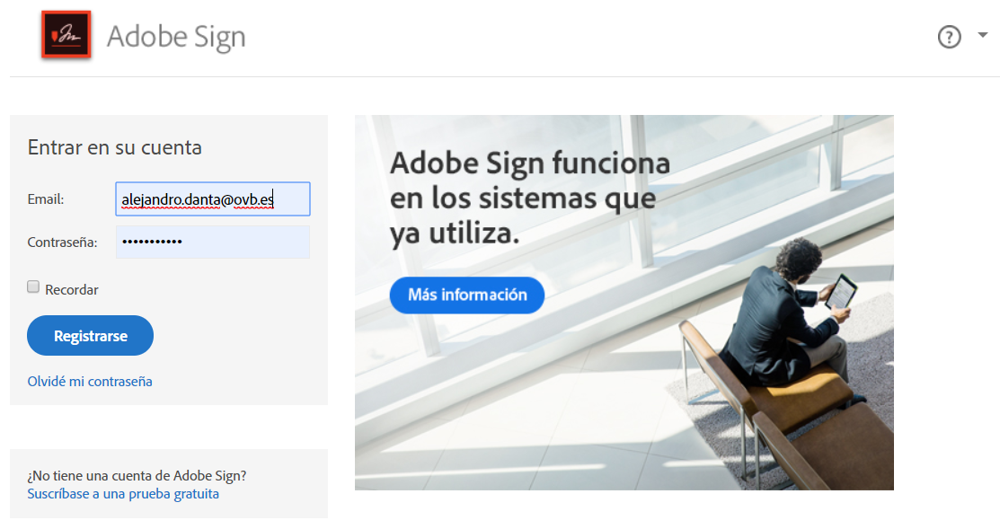 Adobe Sign
?
Entrar en su cuenta
Email:
alejandro.danta@ovb.es
Contraseña:
•••••••••••
Recordar
Registrarse
Olvidé mi contraseña
¿No tiene una cuenta de Adobe Sign?
Suscríbase a una prueba gratuita
Adobe Sign funciona
en los sistemas que
ya utiliza.
Más información